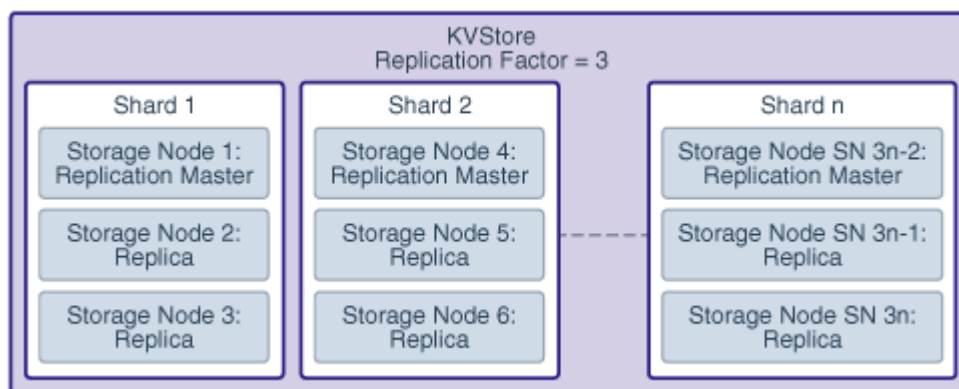 KVStore
Replication Factor = 3
Shard 1
Storage Node 1:
Replication Master
Storage Node 2:
Replica
Storage Node 3:
Replica
Shard 2
Storage Node 4:
Replication Master
Storage Node 5:
Replica
Storage Node 6:
Replica
Shard n
Storage Node SN 3n-2:
Replication Master
Storage Node SN 3n-1:
Replica
Storage Node SN 3n:
Replica